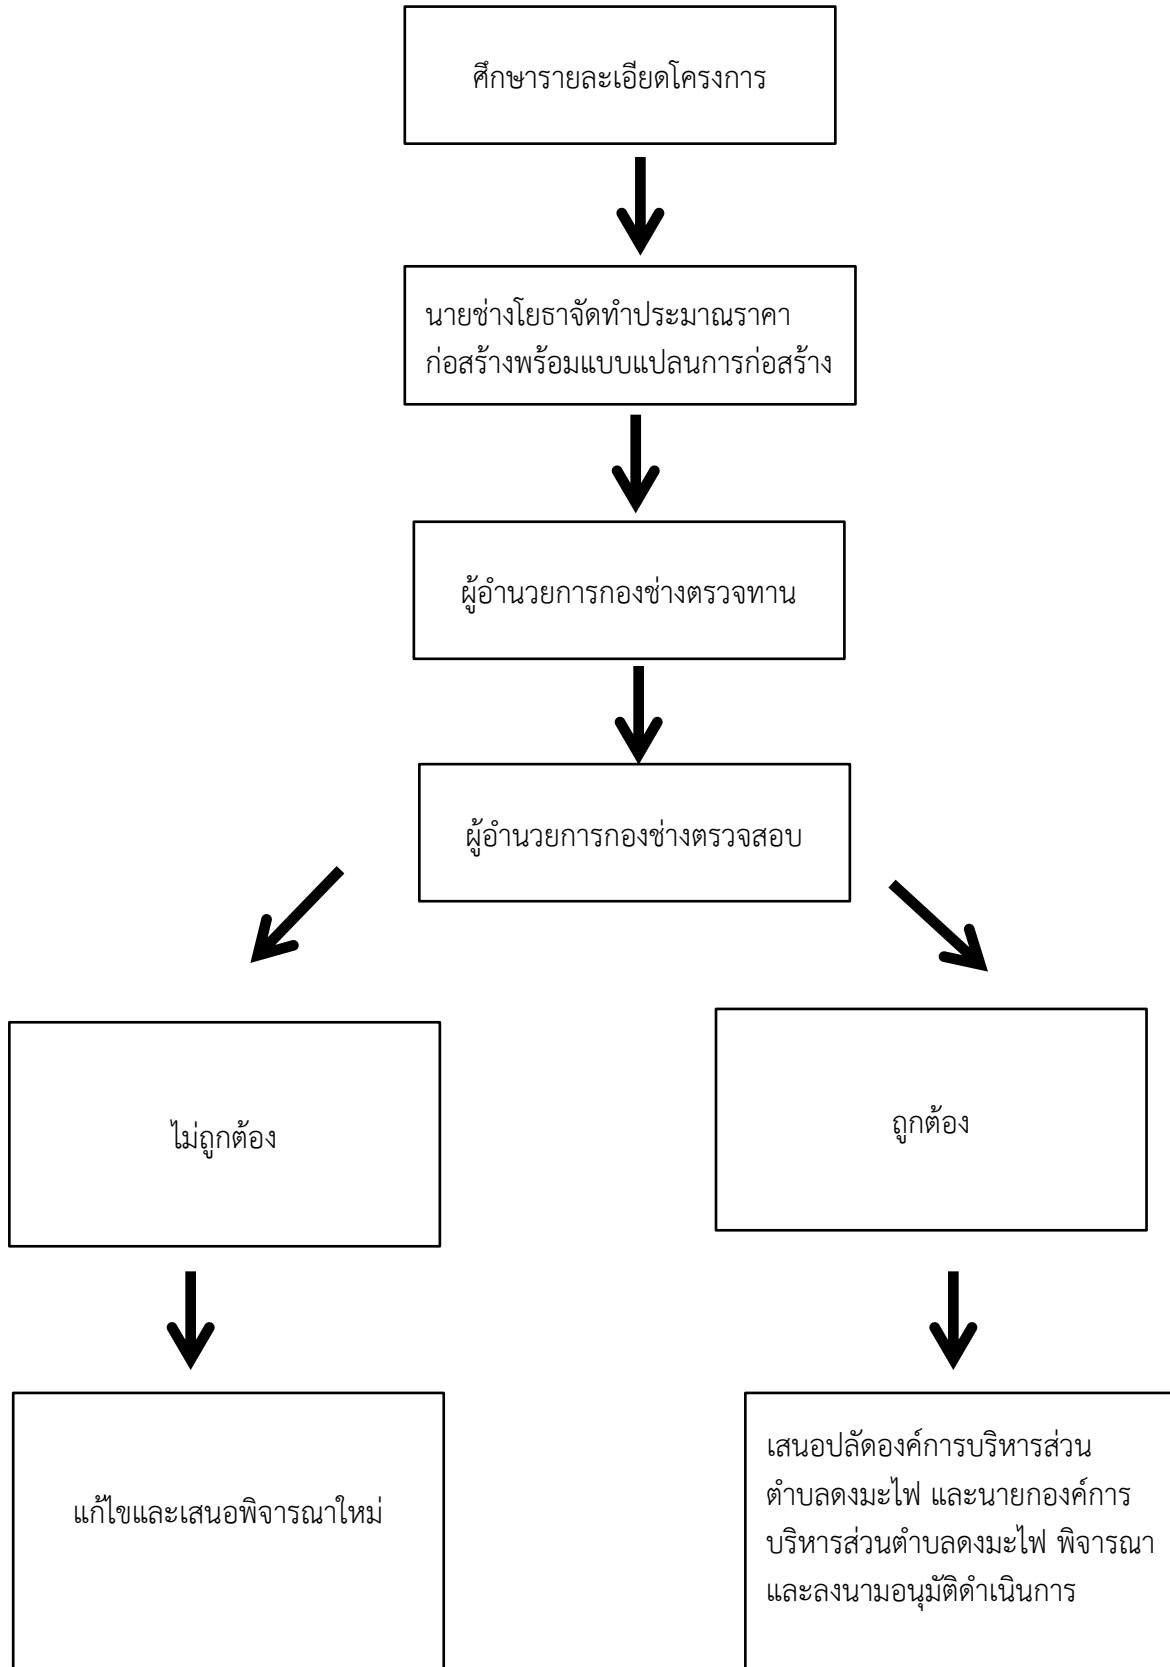 ศึกษารายละเอียดโครงการ
นายช่างโยธาจัดทำประมาณราคา
ก่อสร้างพร้อมแบบแปลนการก่อสร้าง
ผู้อำนวยการกองช่างตรวจทาน
ผู้อำนวยการกองช่างตรวจสอบ
ไม่ถูกต้อง
ถูกต้อง
แก้ไขและเสนอพิจารณาใหม่
เสนอปลัดองค์การบริหารส่วน
ตำบลดงมะไฟ และนายกองค์การ
บริหารส่วนตำบลดงมะไฟ พิจารณา
และลงนามอนุมัติดำเนินการ